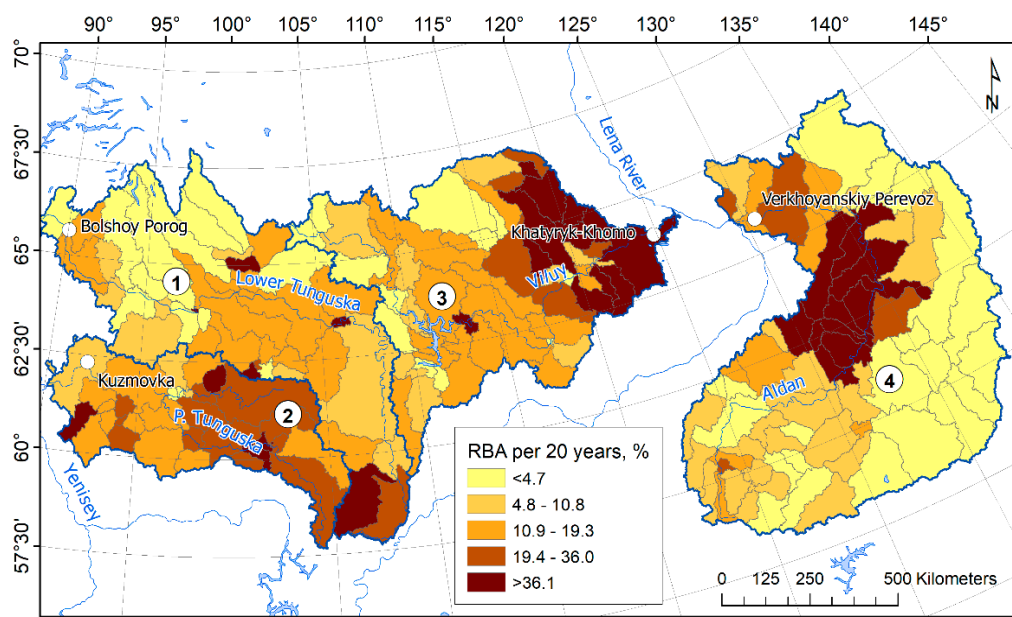 90° 95° 100° 105° 110° 115° 120° 125° 130° 135° 140° 145°
70°
67°30'
65°
62°30'
60°
57°30'
N
Lena River
Bolshoy Porog
Verkhoyanskiy Perevoz
Khatyryk-Khomo
Viluy
1
Lower Tunguska
3
Kuzmovka
2
P. Tunguska
Aldan
4
Yenisey
RBA per 20 years, %
<4.7
4.8 - 10.8
10.9 - 19.3
19.4 - 36.0
>36.1
0 125 250 500 Kilometers